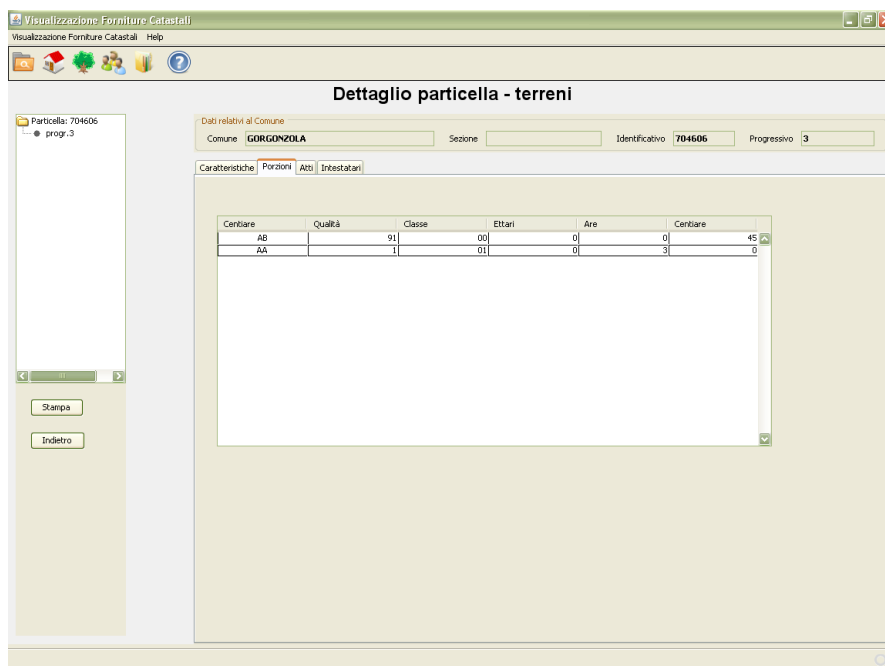 Visualizzazione Forniture Catastali
Visualizzazione Forniture Catastali Help
Dettaglio particella - terreni
Particella: 704606
progr.3
Dati relativi al Comune
Comune GORGONZOLA Sezione Identificativo 704606 Progressivo 3
Caratteristiche Porzioni Atti Intestatari
Centiare Qualità Classe Ettari Are Centiare
AB 91 00 0 0 45
AA 1 01 0 3 0
Stampa
Indietro